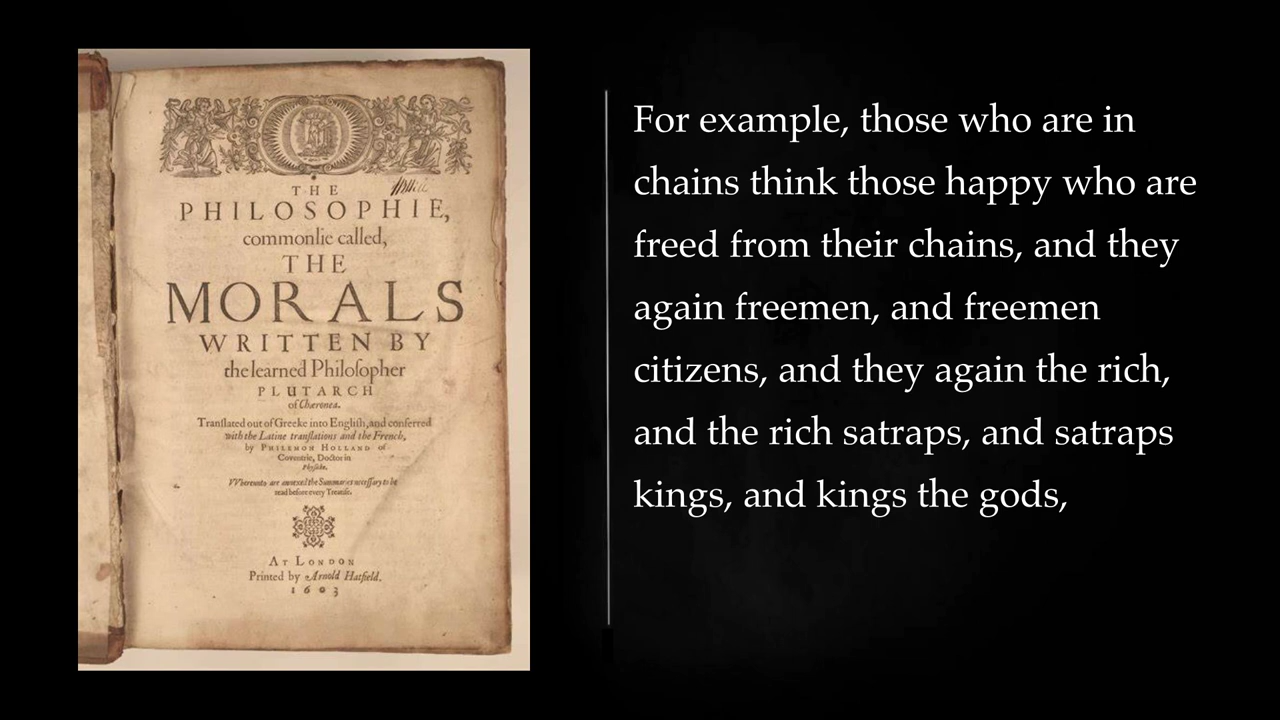 THE
PHILOSOPHIE,
commonlie called,
THE
MORALS
WRITTEN BY
the learned Philoſopher
PLUTARCH
of Chæronea.
Tranſlated out of Greeke into Engliſh, and conferred
with the Latine tranſlations and the French,
by PHILEMON HOLLAND of
Coventrie, Doctor in
Phyſicke.
VVhereunto are annexed the Summaries neceſſary to be
read before every Treatiſe.
AT LONDON
Printed by Arnold Hatfield.
1603
For example, those who are in
chains think those happy who are
freed from their chains, and they
again freemen, and freemen
citizens, and they again the rich,
and the rich satraps, and satraps
kings, and kings the gods,